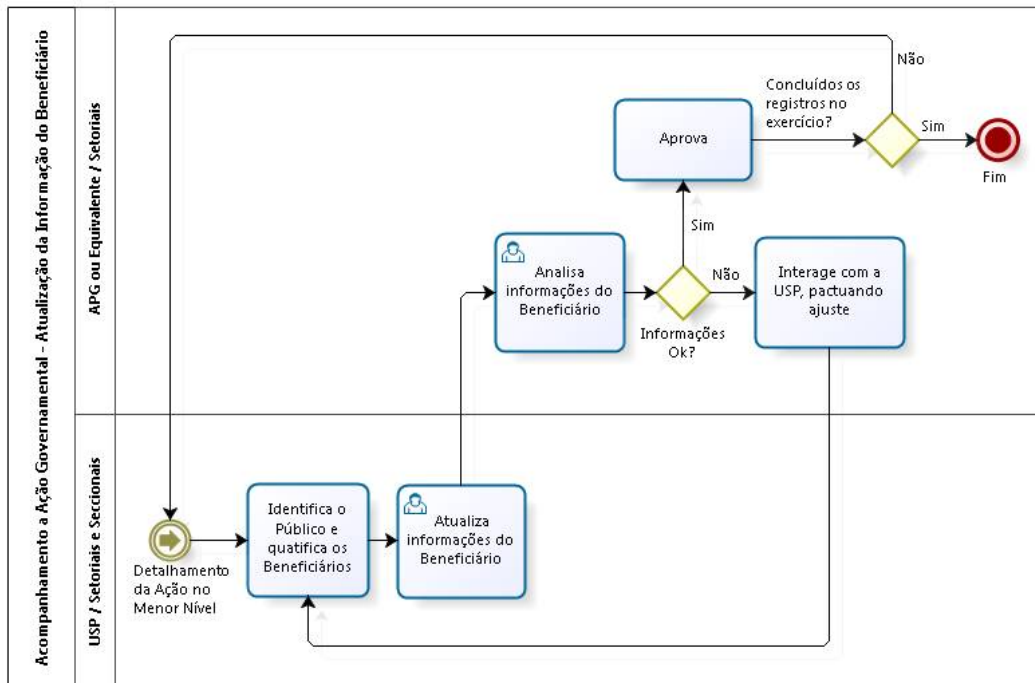 Acompanhamento a Ação Governamental - Atualização da Informação do Beneficiário
APG ou Equivalente / Setoriais
Não
Concluídos os
registros no
exercício?
Aprova
Sim
Fim
Sim
Analisa
informações do
Beneficiário
Não
Informações
Ok?
Interage com a
USP, pactuando
ajuste
USP / Setoriais e Seccionais
Detalhamento
da Ação no
Menor Nível
Identifica o
Público e
quatifica os
Beneficiários
Atualiza
informações do
Beneficiário